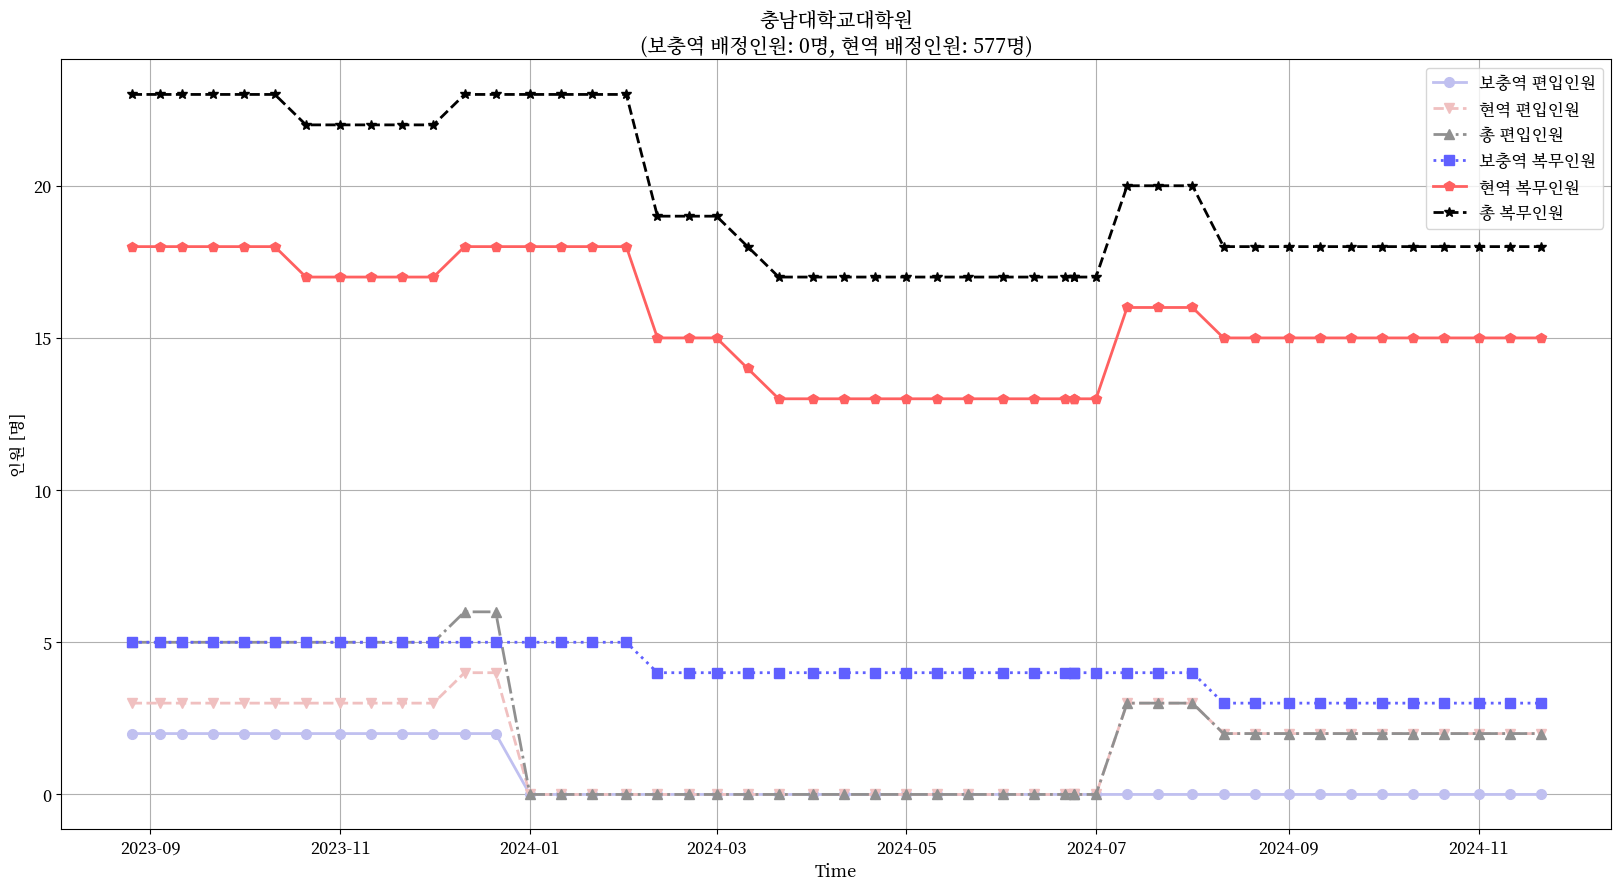 충남대학교대학원
(보충역 배정인원: 0명, 현역 배정인원: 577명)
보충역 편입인원
현역 편입인원
총 편입인원
보충역 복무인원
현역 복무인원
총 복무인원
인원 [명]
20
15
10
5
0
2023-09
2023-11
2024-01
2024-03
2024-05
2024-07
2024-09
2024-11
Time